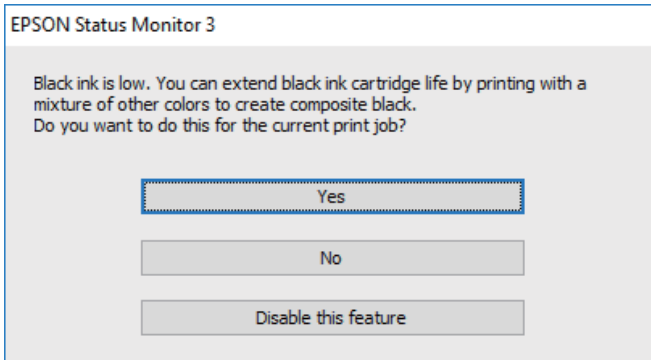 EPSON Status Monitor 3
Black ink is low. You can extend black ink cartridge life by printing with a
mixture of other colors to create composite black.
Do you want to do this for the current print job?
Yes
No
Disable this feature